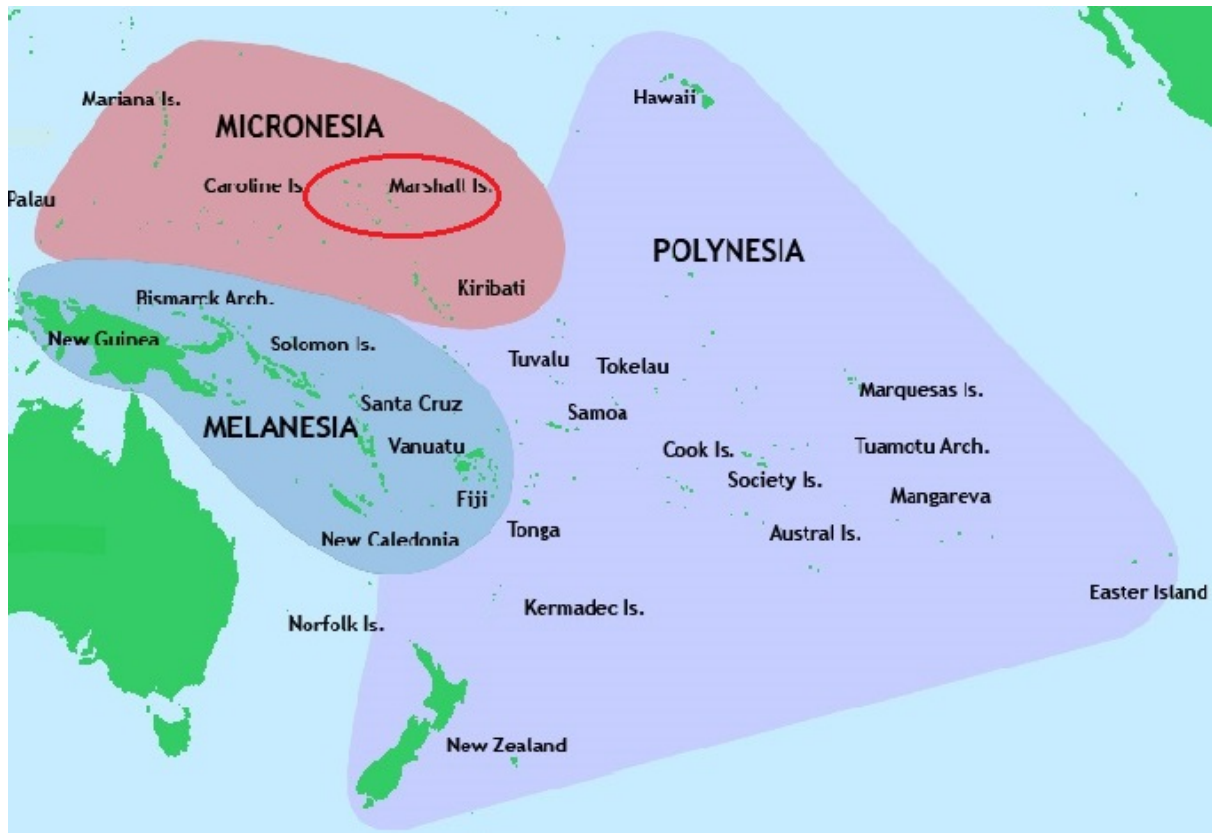 Hawaii
Mariana Is.
MICRONESIA
Caroline Is.
Marshall Is.
Palau
POLYNESIA
Kiribati
Bismarck Arch.
New Guinea
Solomon Is.
Tuvalu
Tokelau
Marquesas Is.
Santa Cruz
Samoa
MELANESIA
Vanuatu
Cook Is.
Tuamotu Arch.
Society Is.
Fiji
Mangareva
Tonga
Austral Is.
New Caledonia
Easter Island
Kermadec Is.
Norfolk Is.
New Zealand